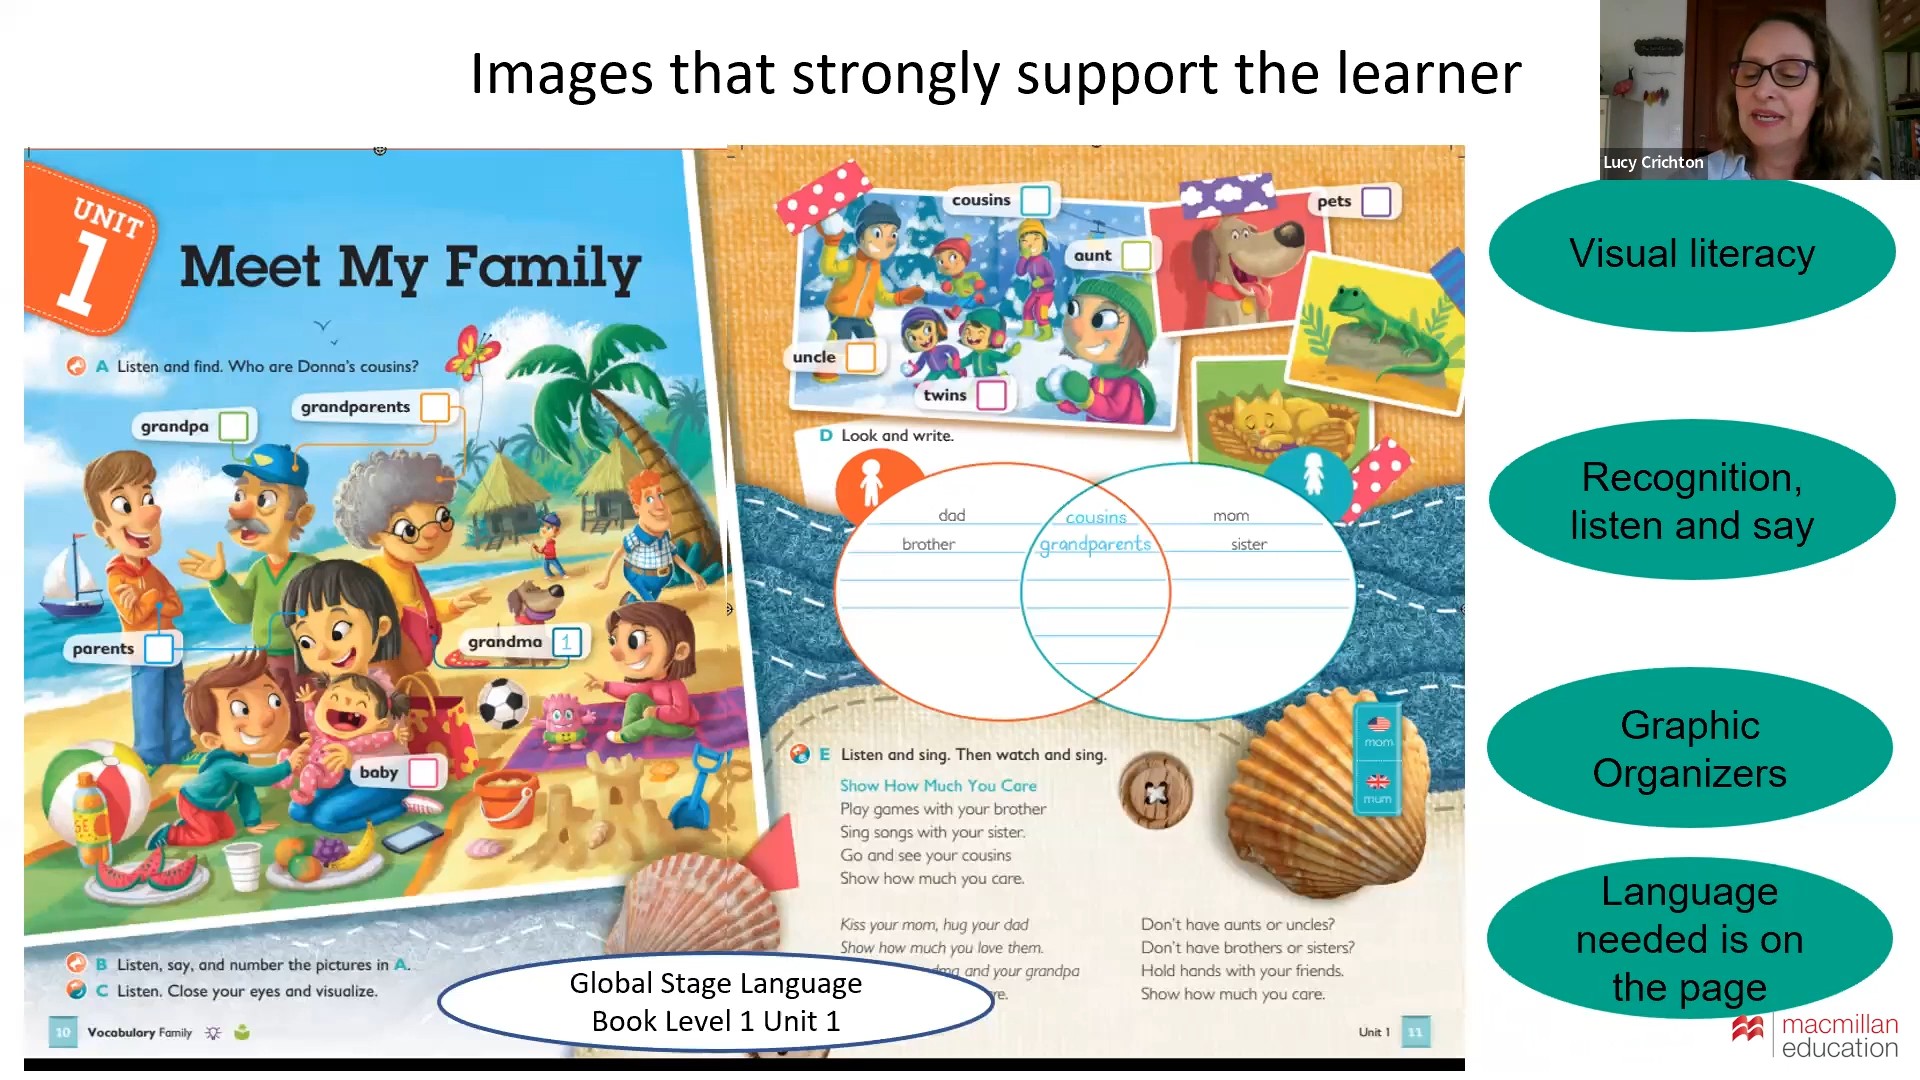 Images that strongly support the learner
Lucy Crichton
UNIT
1
Meet My Family
A Listen and find. Who are Donna's cousins?
grandpa
grandparents
parents
grandma 1
baby
B Listen, say, and number the pictures in A.
C Listen. Close your eyes and visualize.
10 Vocabulary Family
cousins
pets
aunt
uncle
twins
D Look and write.
dad cousins mom
brother grandparents sister
E Listen and sing. Then watch and sing.
Show How Much You Care
Play games with your brother
Sing songs with your sister.
Go and see your cousins
Show how much you care.
Kiss your mom, hug your dad
Show how much you love them.
and your grandpa
Don't have aunts or uncles?
Don't have brothers or sisters?
Hold hands with your friends.
Show how much you care.
mom
mum
Unit 1 11
Global Stage Language
Book Level 1 Unit 1
Visual literacy
Recognition,
listen and say
Graphic
Organizers
Language
needed is on
the page
macmillan
education